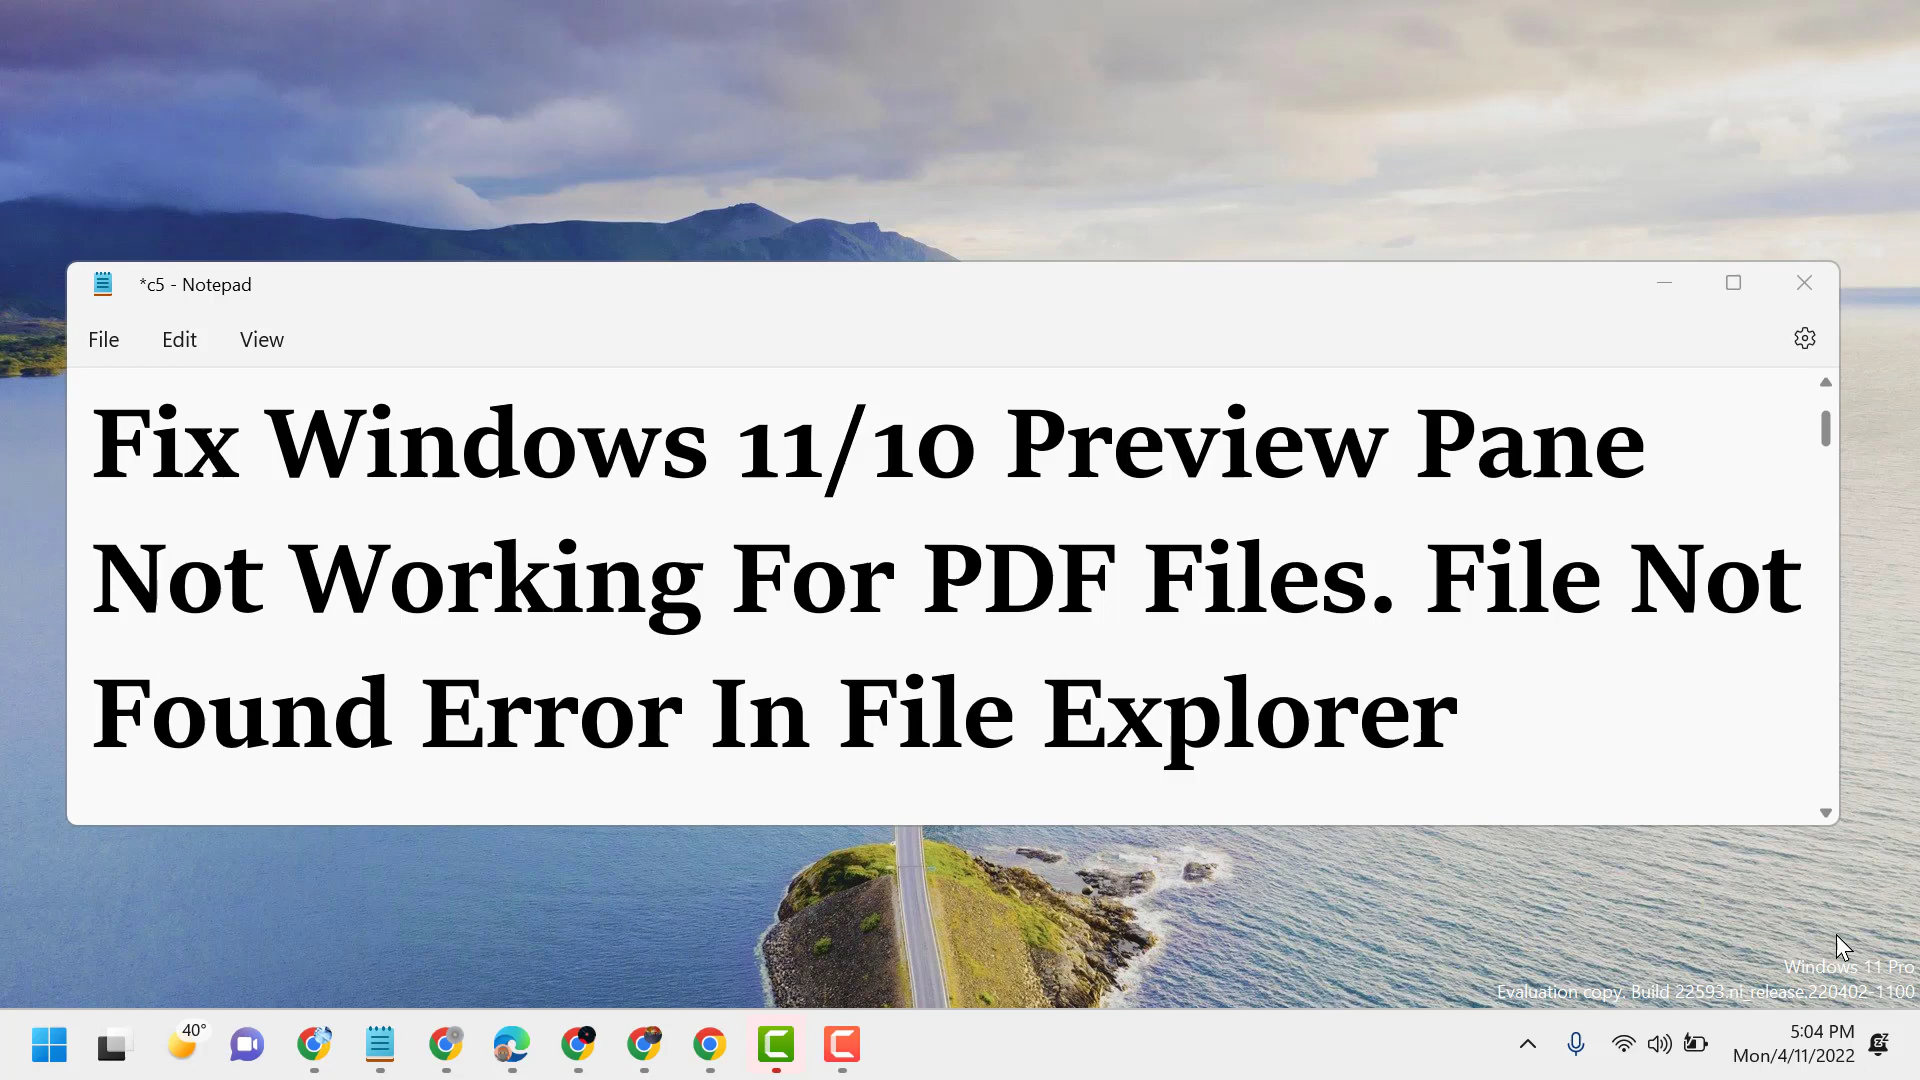 *c5 - Notepad
File Edit View
Fix Windows 11/10 Preview Pane
Not Working For PDF Files. File Not
Found Error In File Explorer
Windows 11 Pro
Evaluation copy. Build 22593.ni_release.220402-1100
40°
5:04 PM
Mon/4/11/2022